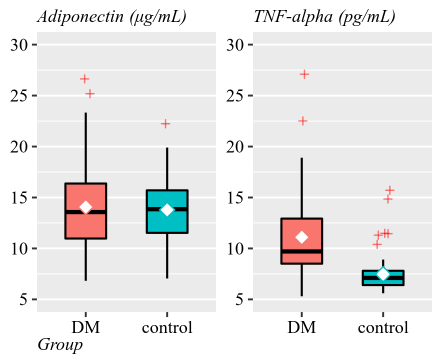 Adiponectin (μg/mL) TNF-alpha (pg/mL)
30 30
25 25
20 20
15 15
10 10
5 5
DM control DM control
Group